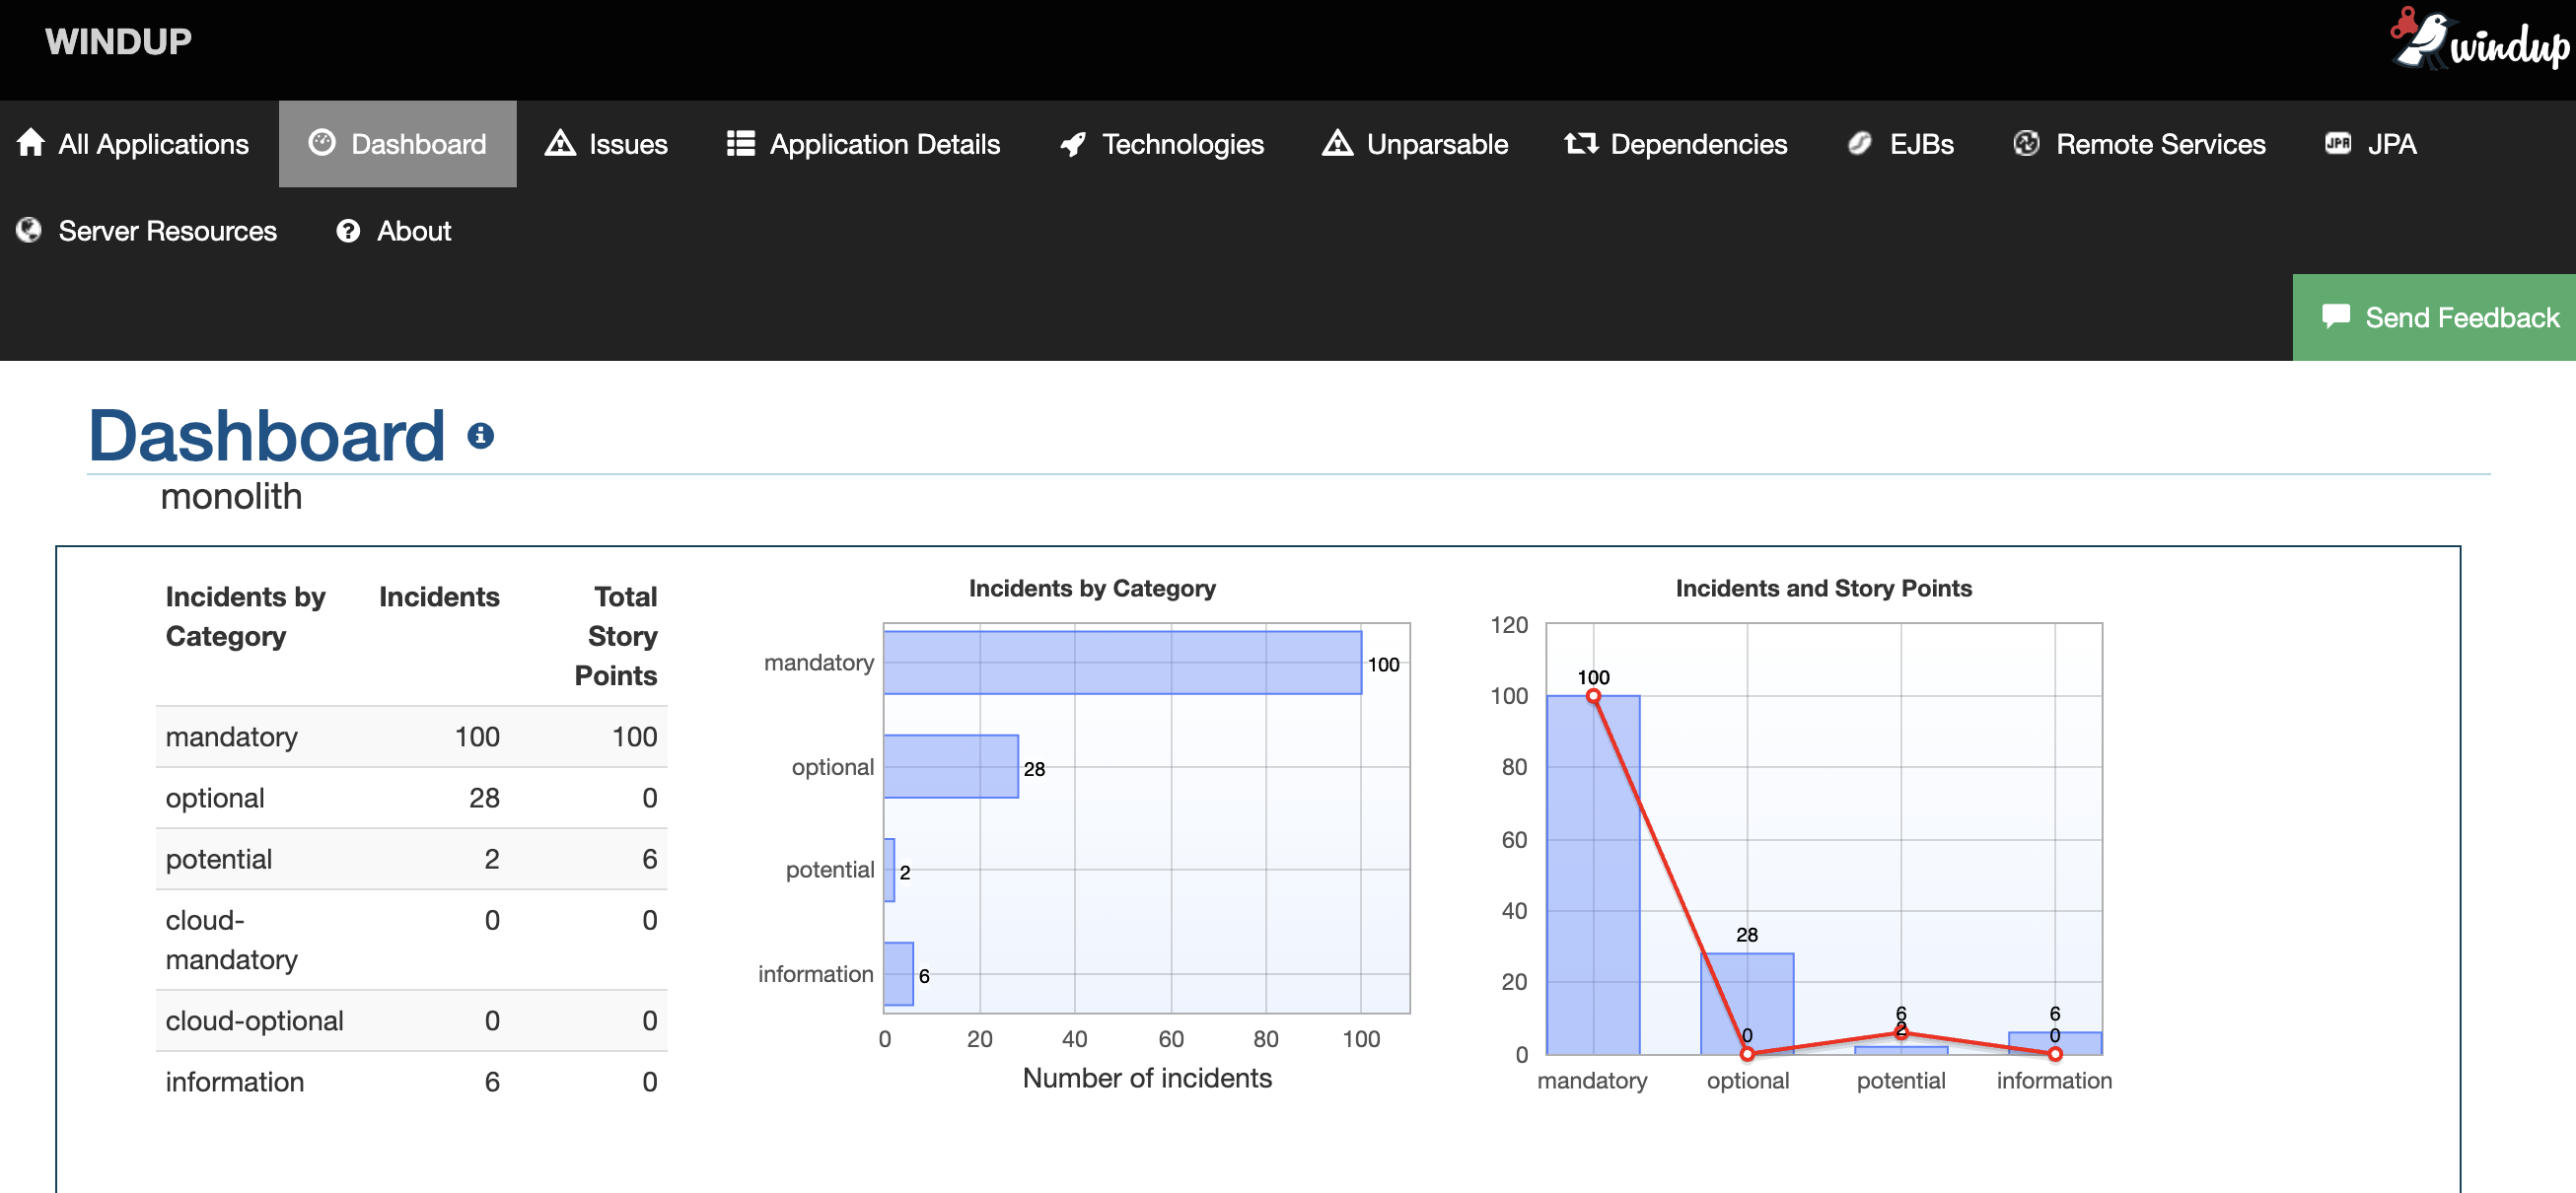 WINDUP
windup
All Applications
Dashboard
Issues
Application Details
Technologies
Unparsable
Dependencies
EJBs
Remote Services
JPA
JPA
Server Resources
About
Send Feedback
Dashboard
monolith
Incidents by Category Incidents Total Story Points
mandatory 100 100
optional 28 0
potential 2 6
cloud-mandatory 0 0
cloud-optional 0 0
information 6 0
Incidents by Category
mandatory 100
optional 28
potential 2
information 6
0 20 40 60 80 100
Number of incidents
Incidents and Story Points
120
100
80
60
40
20
0
100
28
0
6
2
6
0
mandatory optional potential information